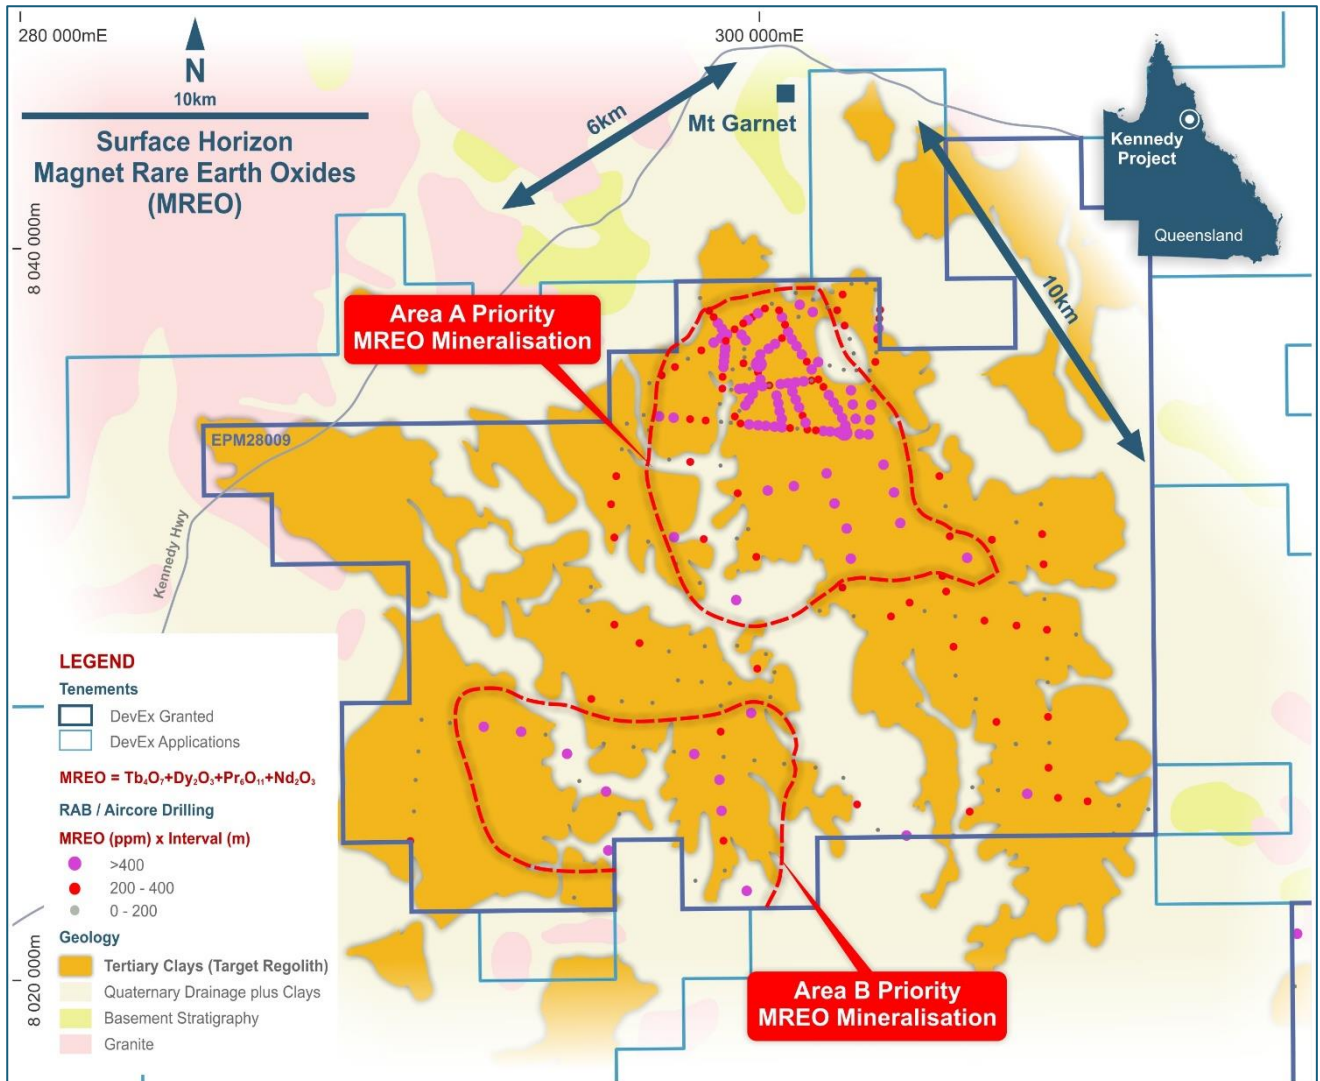 280 000mE
300 000mE
N
10km
Surface Horizon
Magnet Rare Earth Oxides
(MREO)
6km
Mt Garnet
Kennedy
Project
Queensland
8 040 000m
10km
Area A Priority
MREO Mineralisation
EPM28009
Kennedy Hwy
LEGEND
Tenements
DevEx Granted
DevEx Applications
MREO = Tb₄O₇+Dy₂O₃+Pr₆O₁₁+Nd₂O₃
RAB / Aircore Drilling
MREO (ppm) x Interval (m)
>400
200 - 400
0 - 200
Geology
Tertiary Clays (Target Regolith)
Quaternary Drainage plus Clays
Basement Stratigraphy
Granite
8 020 000m
Area B Priority
MREO Mineralisation